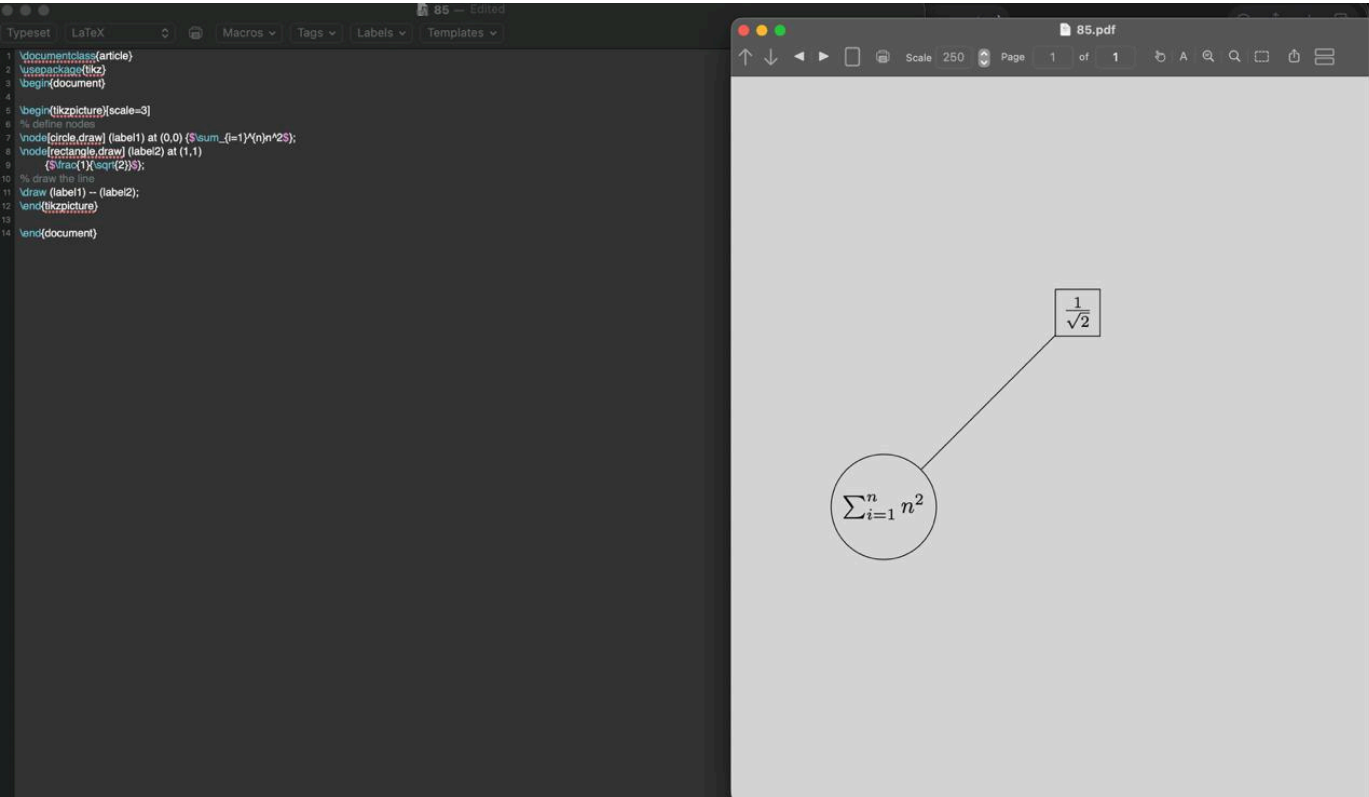 85 — Edited
Typeset LaTeX Macros Tags Labels Templates
1 \documentclass{article}
2 \usepackage{tikz}
3 \begin{document}
4
5 \begin{tikzpicture}[scale=3]
6 % define nodes
7 \node[circle,draw] (label1) at (0,0) {$\sum_{i=1}^{n}n^2$};
8 \node[rectangle,draw] (label2) at (1,1)
9 {$\frac{1}{\sqrt{2}}$};
10 % draw the line
11 \draw (label1) -- (label2);
12 \end{tikzpicture}
13
14 \end{document}
85.pdf
Scale 250 Page 1 of 1 A
1
√2
∑ⁿᵢ₌₁ n²